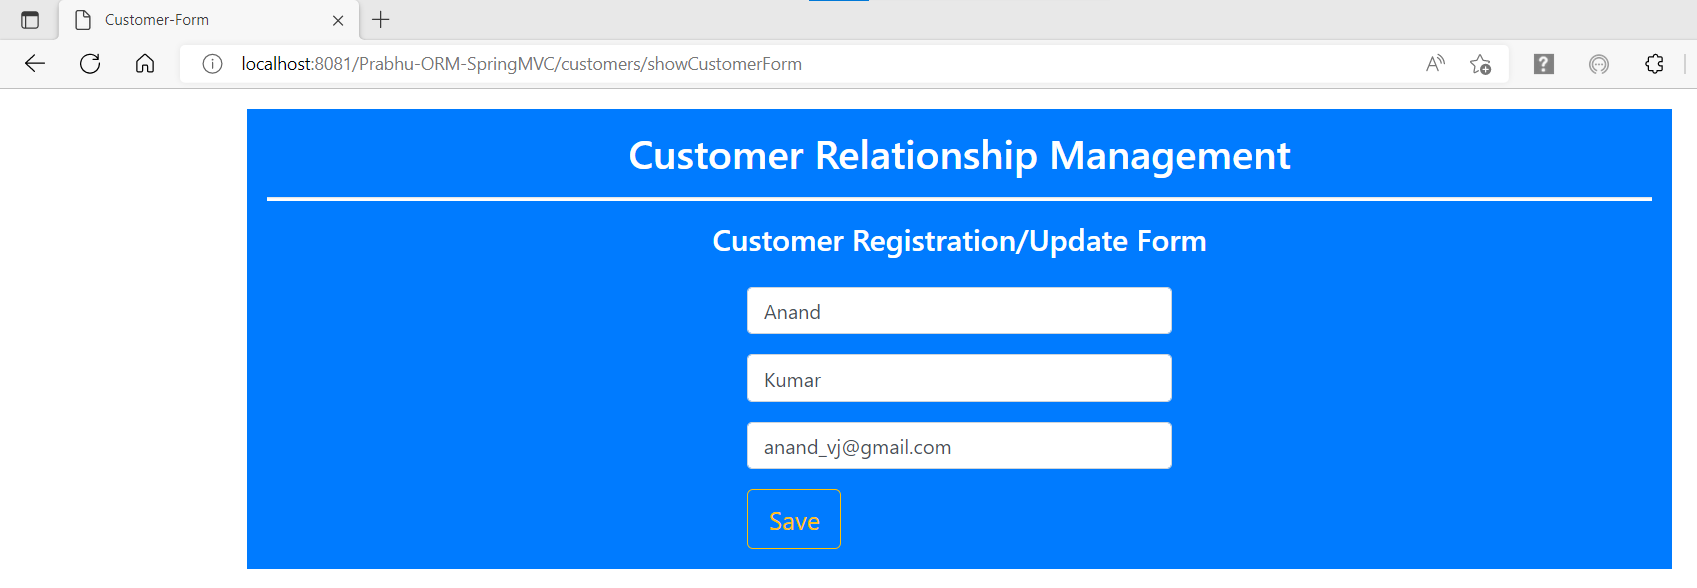 Customer-Form
localhost:8081/Prabhu-ORM-SpringMVC/customers/showCustomerForm
Customer Relationship Management
Customer Registration/Update Form
Anand
Kumar
anand_vj@gmail.com
Save